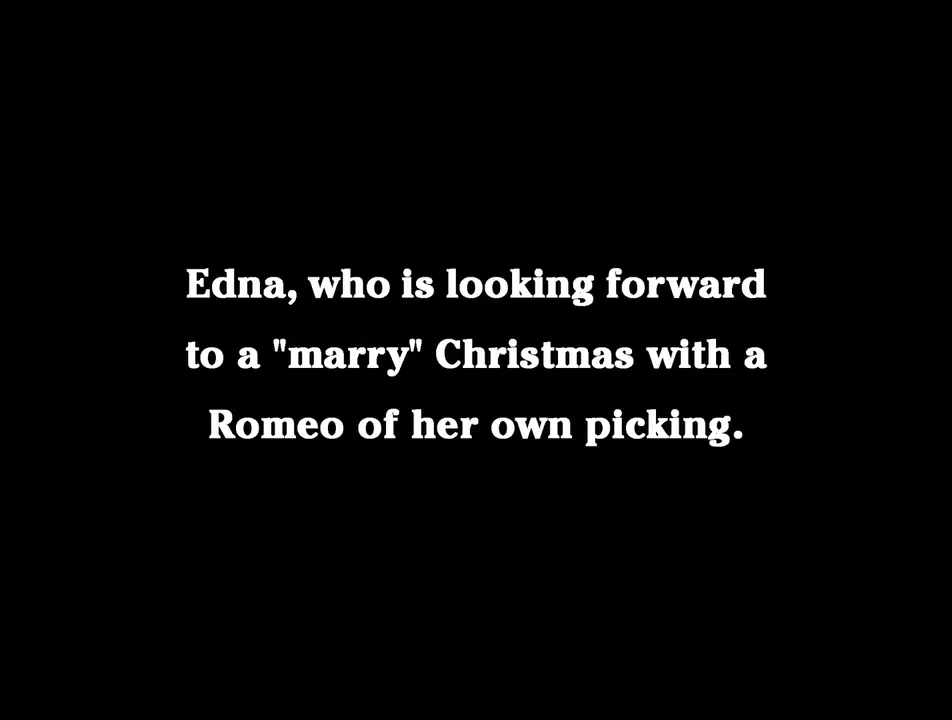 Edna, who is looking forward
to a "marry" Christmas with a
Romeo of her own picking.